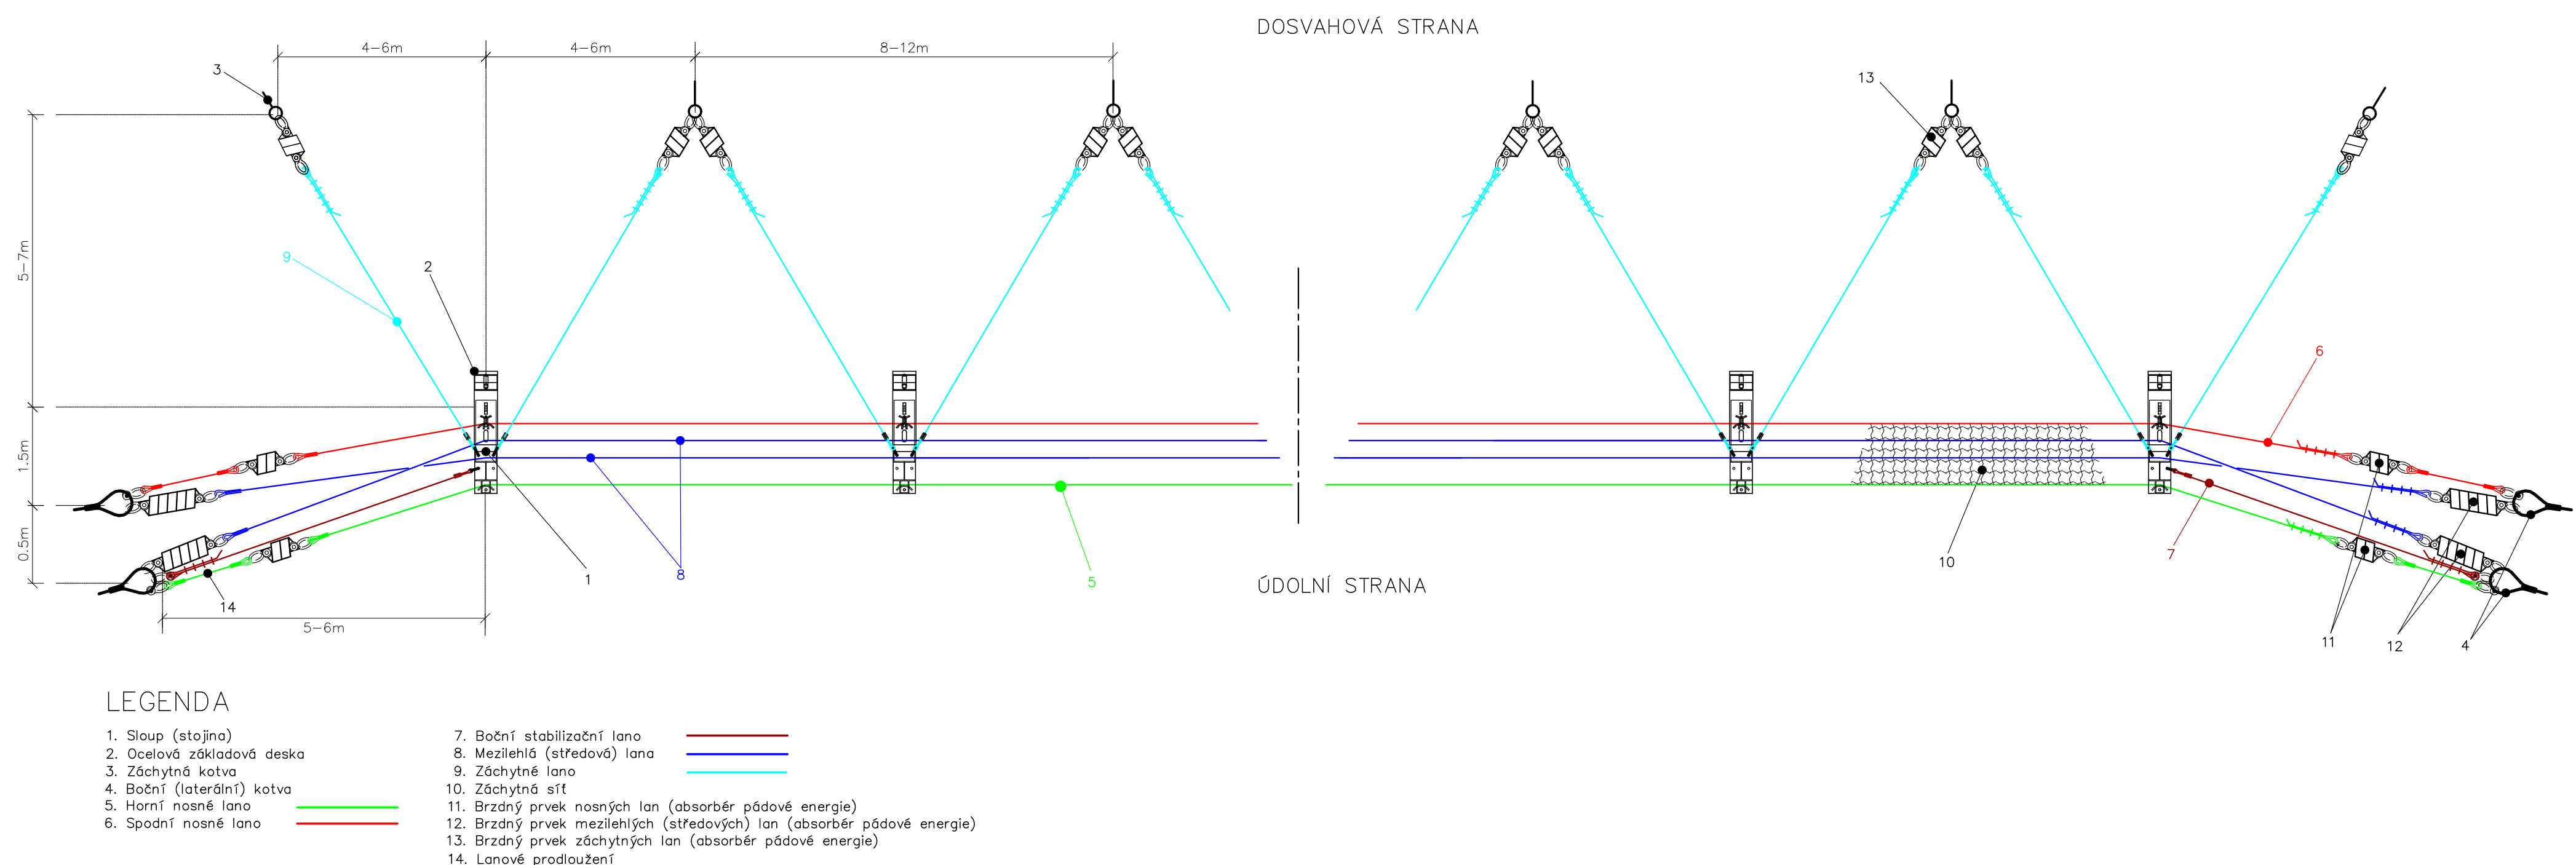 DOSVAHOVÁ STRANA
4-6m
4-6m
8-12m
3
13
5-7m
9
2
6
1.5m
0.5m
14
1
8
5
7
10
11
12
4
5-6m
ÚDOLNÍ STRANA
LEGENDA
1. Sloup (stojina)
2. Ocelová základová deska
3. Záchytná kotva
4. Boční (laterální) kotva
5. Horní nosné lano
6. Spodní nosné lano
7. Boční stabilizační lano
8. Mezilehlá (středová) lana
9. Záchytné lano
10. Záchytná síť
11. Brzdný prvek nosných lan (absorbér pádové energie)
12. Brzdný prvek mezilehlých (středových) lan (absorbér pádové energie)
13. Brzdný prvek záchytných lan (absorbér pádové energie)
14. Lanové prodloužení